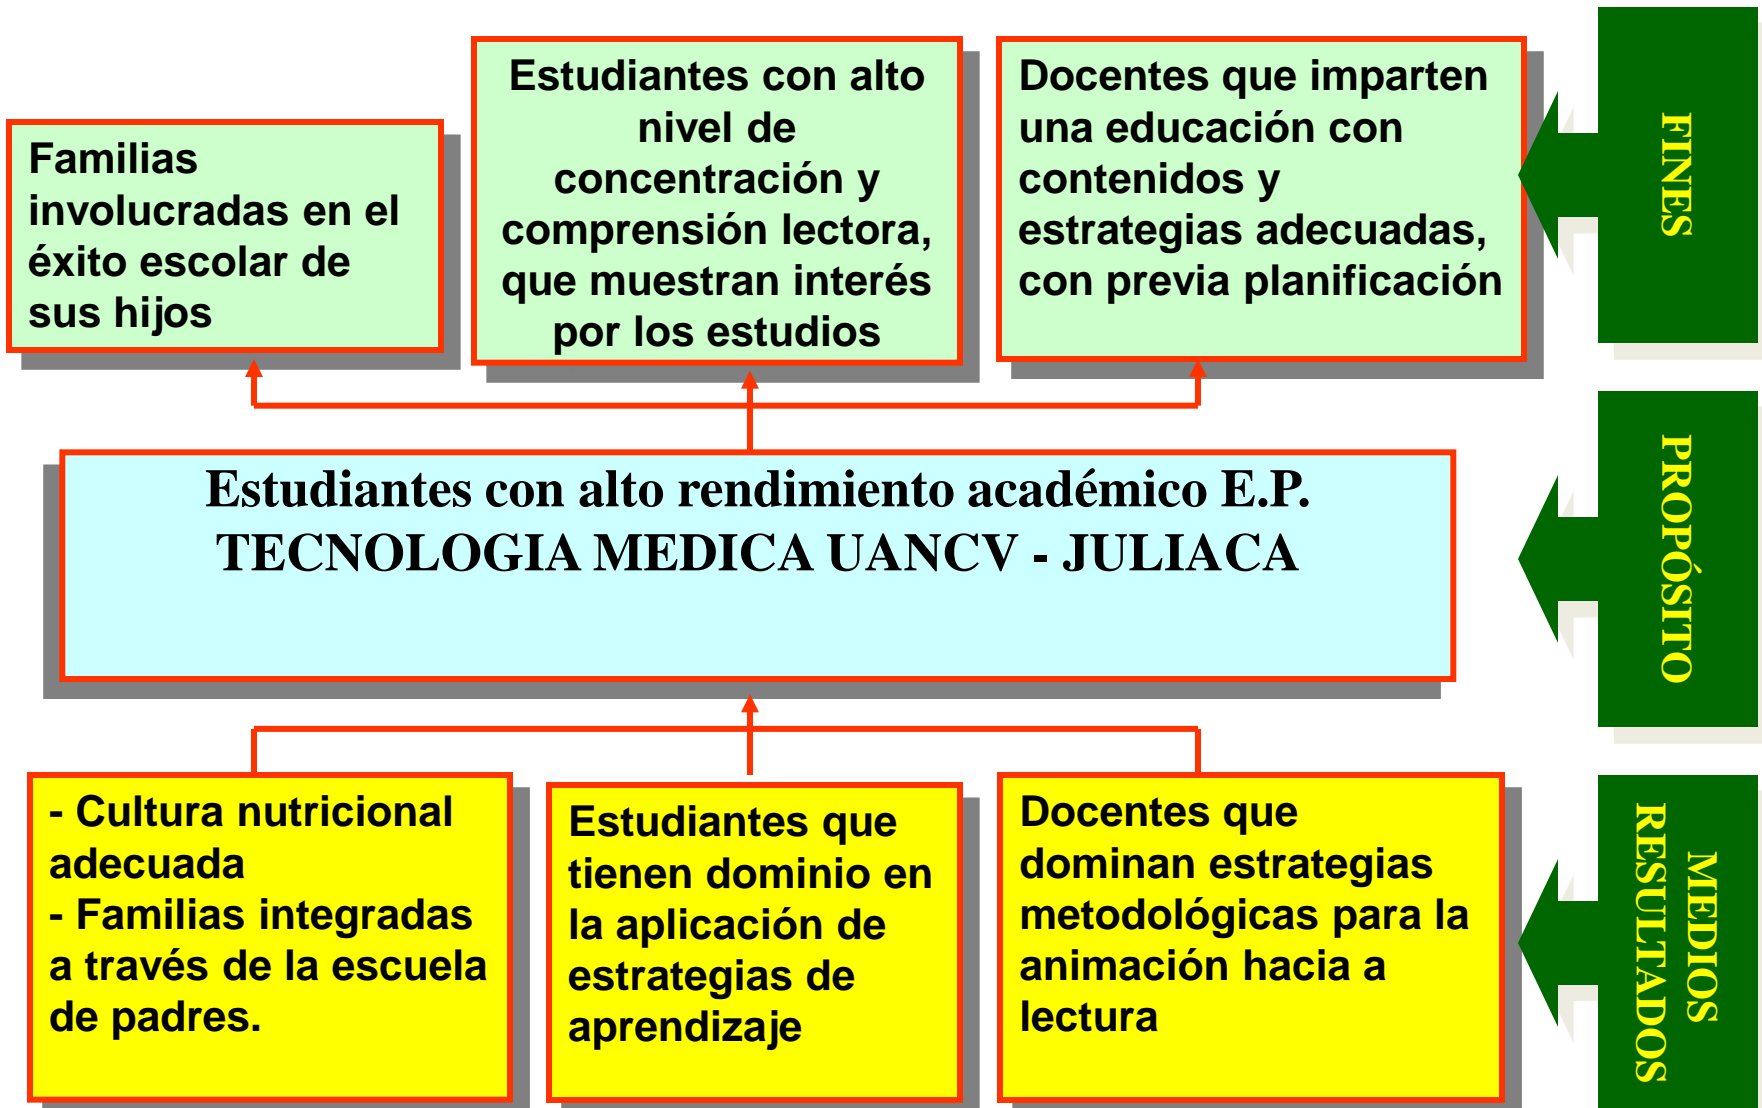 Familias
involucradas en el
éxito escolar de
sus hijos
Estudiantes con alto
nivel de
concentración y
comprensión lectora,
que muestran interés
por los estudios
Docentes que imparten
una educación con
contenidos y
estrategias adecuadas,
con previa planificación
FINES
Estudiantes con alto rendimiento académico E.P.
TECNOLOGIA MEDICA UANCV - JULIACA
PROPÓSITO
- Cultura nutricional
adecuada
- Familias integradas
a través de la escuela
de padres.
Estudiantes que
tienen dominio en
la aplicación de
estrategias de
aprendizaje
Docentes que
dominan estrategias
metodológicas para la
animación hacia a
lectura
MEDIOS
RESULTADOS